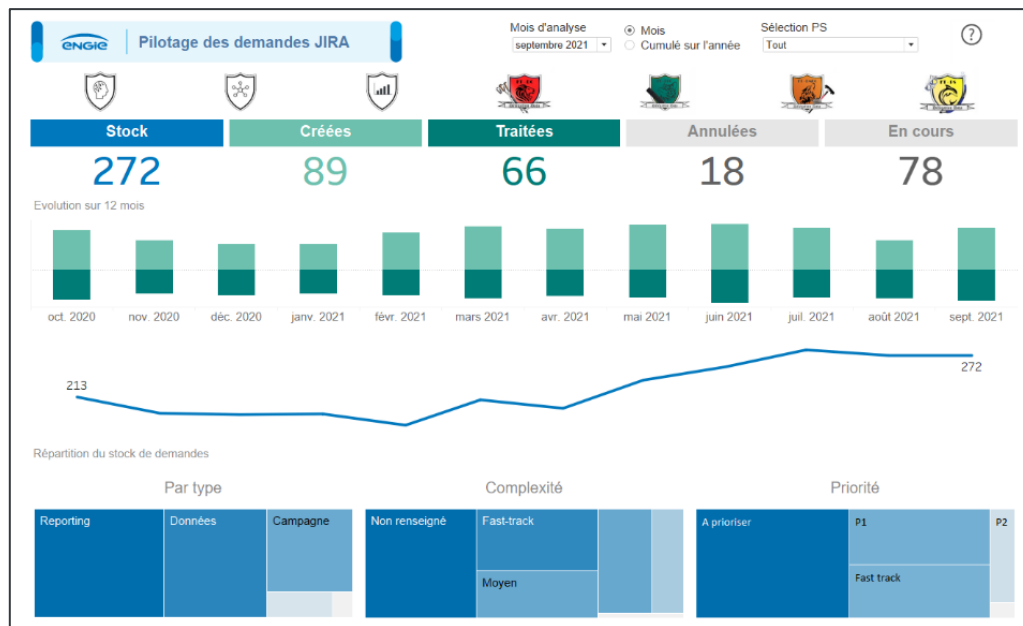 Mois d'analyse
Sélection PS
ENGIE
Pilotage des demandes JIRA
septembre 2021
Mois
Cumulé sur l'année
Tout
?
Stock
Créées
Traitées
Annulées
En cours
272
89
66
18
78
Evolution sur 12 mois
oct. 2020
nov. 2020
déc. 2020
janv. 2021
févr. 2021
mars 2021
avr. 2021
mai 2021
juin 2021
juil. 2021
août 2021
sept. 2021
213
272
Répartition du stock de demandes
Par type
Complexité
Priorité
Reporting
Données
Campagne
Non renseigné
Fast-track
Moyen
A prioriser
P1
P2
Fast track